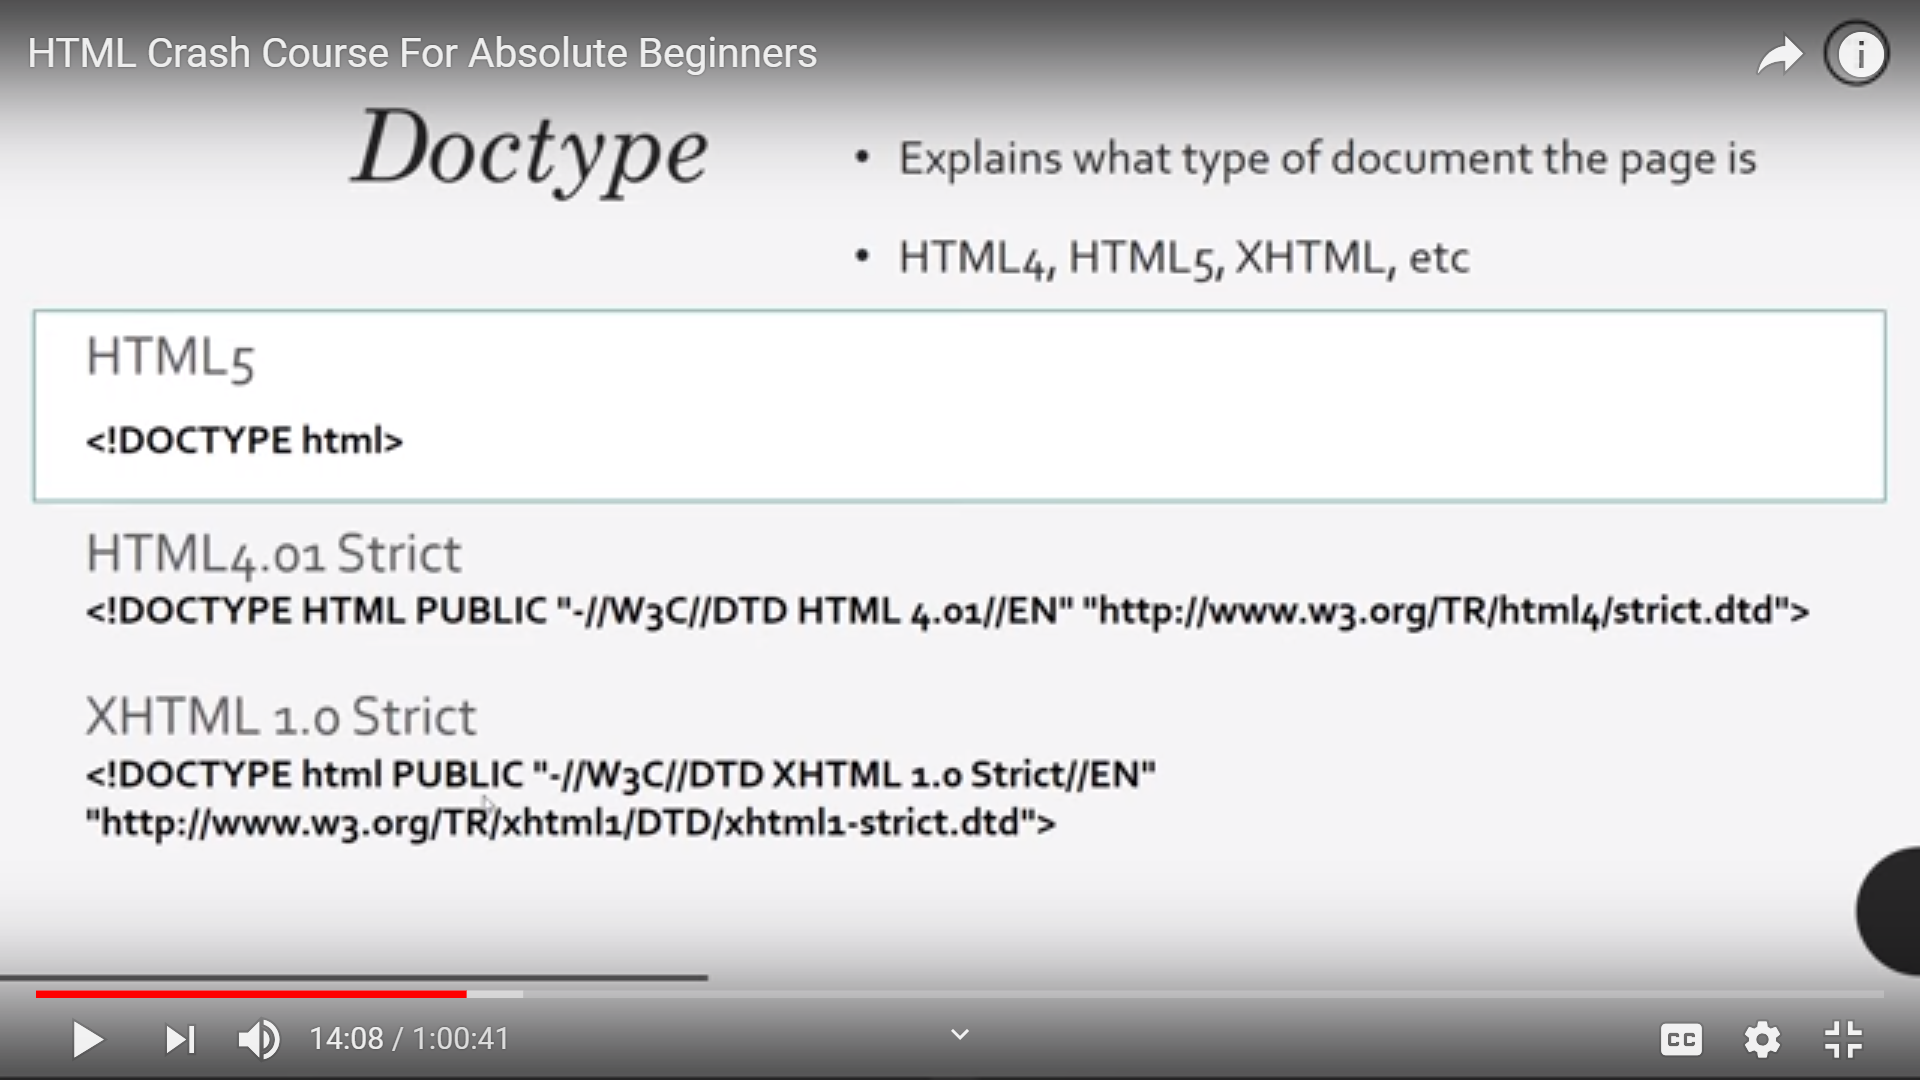 HTML Crash Course For Absolute Beginners
i
Doctype
• Explains what type of document the page is
• HTML4, HTML5, XHTML, etc
HTML5
<!DOCTYPE html>
HTML4.01 Strict
<!DOCTYPE HTML PUBLIC "-//W3C//DTD HTML 4.01//EN" "http://www.w3.org/TR/html4/strict.dtd">
XHTML 1.0 Strict
<!DOCTYPE html PUBLIC "-//W3C//DTD XHTML 1.0 Strict//EN"
"http://www.w3.org/TR/xhtml1/DTD/xhtml1-strict.dtd">
14:08 / 1:00:41
CC